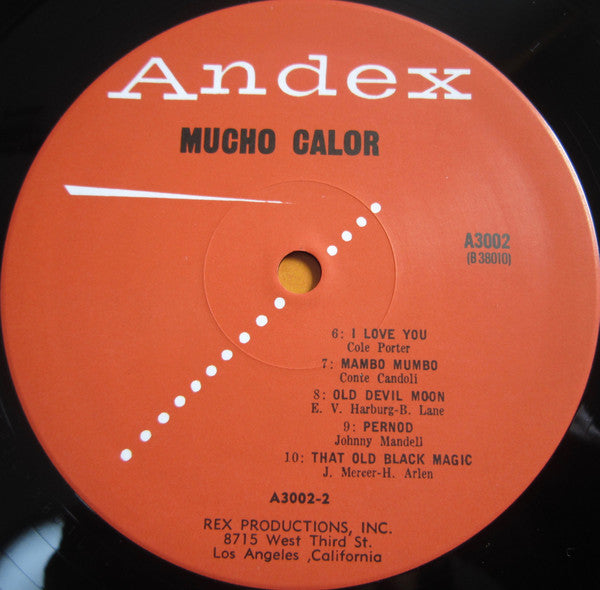 Andex
MUCHO CALOR
A3002
(B 38010)
6: I LOVE YOU
Cole Porter
7: MAMBO MUMBO
Conte Candoli
8: OLD DEVIL MOON
E. V. Harburg-B. Lane
9: PERNOD
Johnny Mandell
10: THAT OLD BLACK MAGIC
J. Mercer-H. Arlen
A3002-2
REX PRODUCTIONS, INC.
8715 West Third St.
Los Angeles ,California